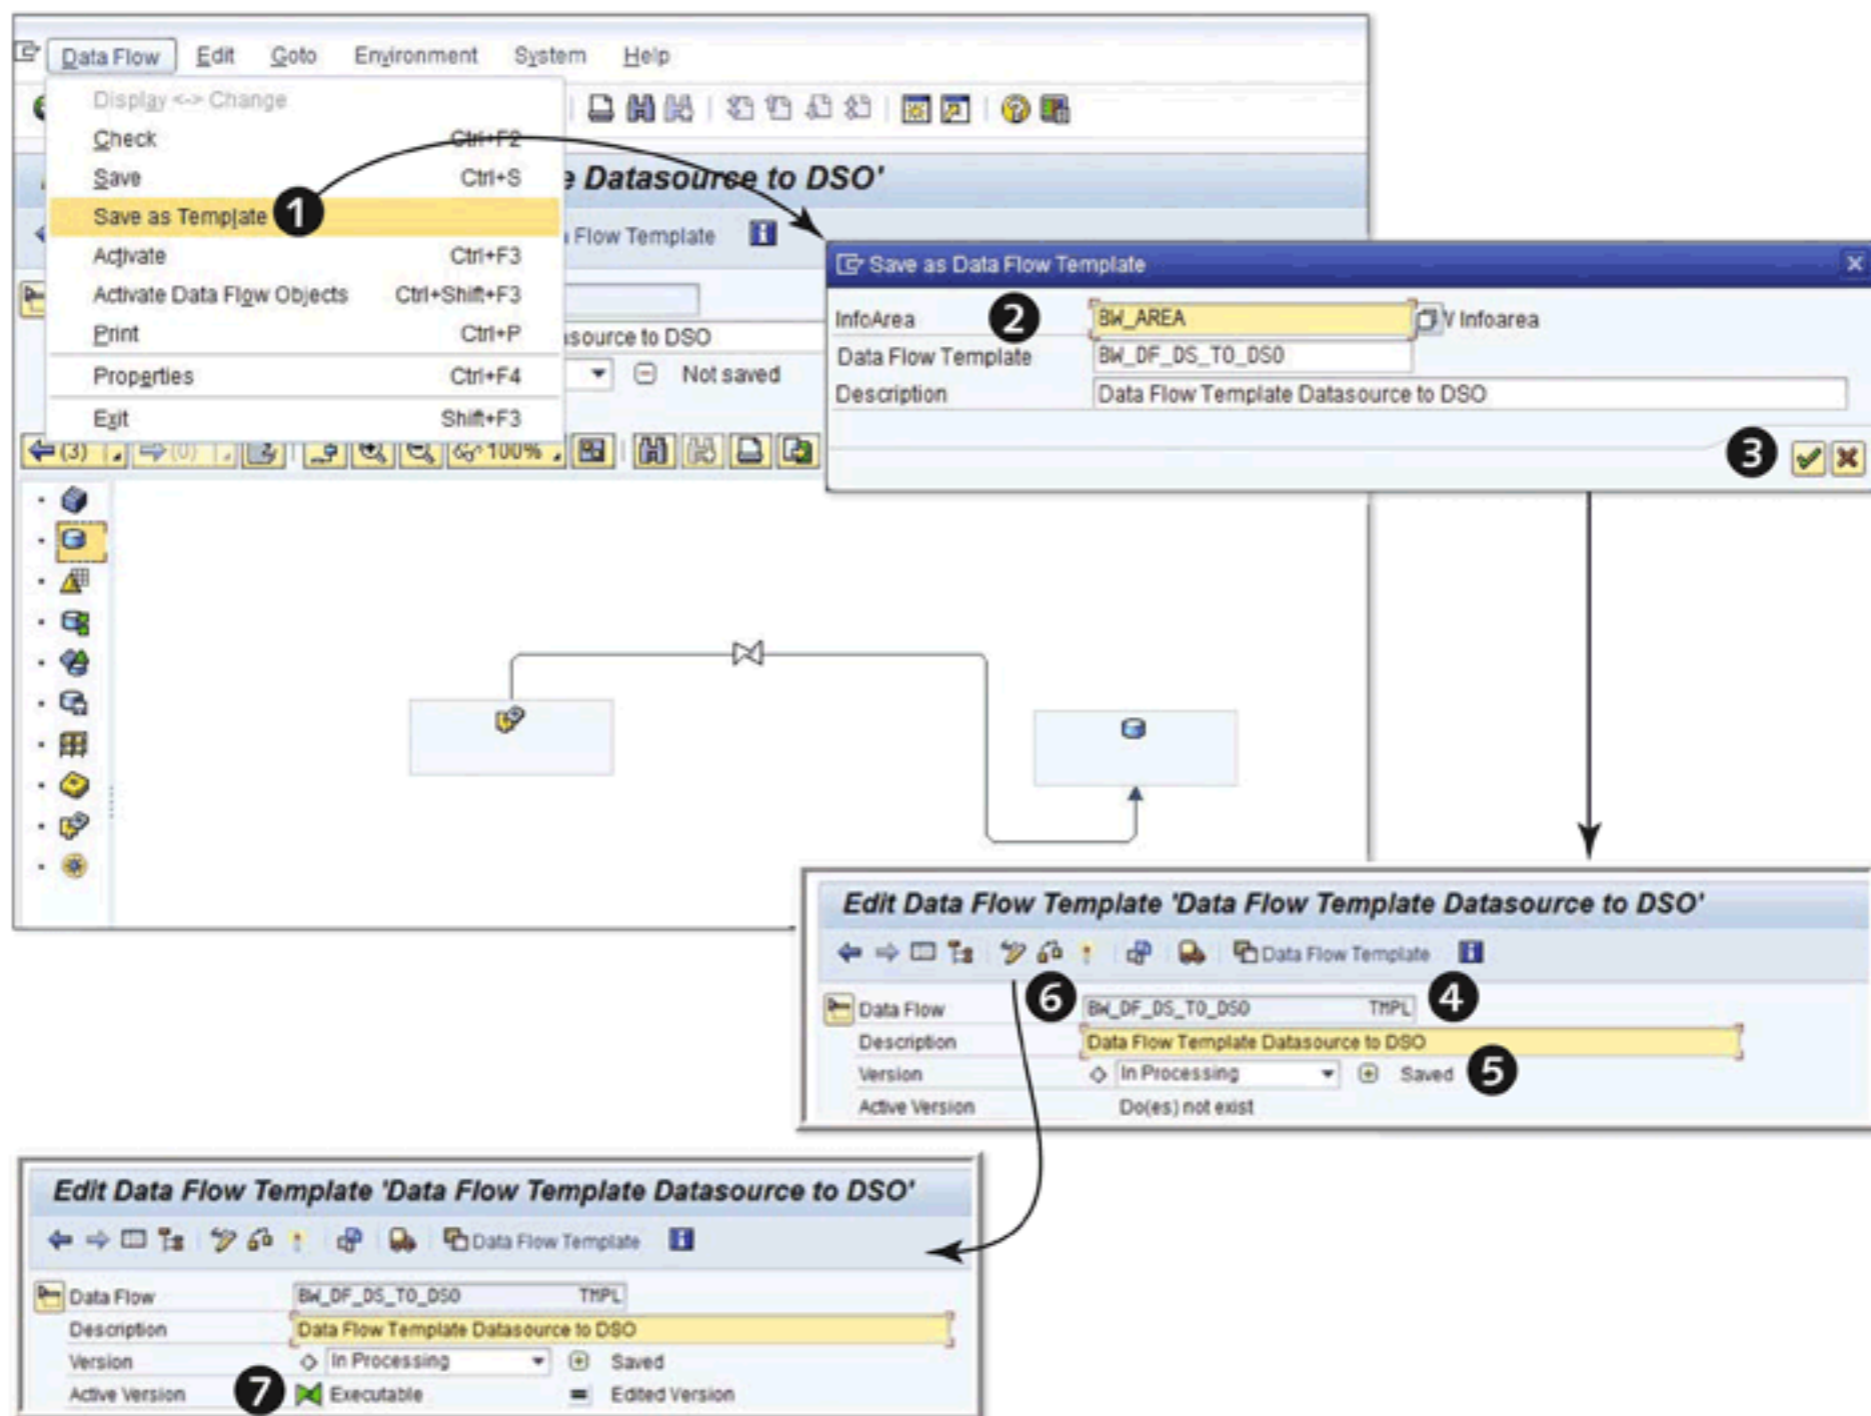 Data Flow Edit Goto Environment System Help
Display <-> Change
Check Ctrl+F2
Save Ctrl+S
Save as Template 1
Activate Ctrl+F3
Activate Data Flow Objects Ctrl+Shift+F3
Print Ctrl+P
Properties Ctrl+F4
Exit Shift+F3
Datasource to DSO'
Flow Template
source to DSO
Not saved
(3) (0) 100%
Save as Data Flow Template
InfoArea 2 BW_AREA Infoarea
Data Flow Template BW_DF_DS_TO_DSO
Description Data Flow Template Datasource to DSO
3
Edit Data Flow Template 'Data Flow Template Datasource to DSO'
Data Flow Template
Data Flow 6 BW_DF_DS_TO_DSO TMPL 4
Description Data Flow Template Datasource to DSO
Version In Processing Saved 5
Active Version Do(es) not exist
Edit Data Flow Template 'Data Flow Template Datasource to DSO'
Data Flow Template
Data Flow BW_DF_DS_TO_DSO TMPL
Description Data Flow Template Datasource to DSO
Version In Processing Saved
Active Version 7 Executable = Edited Version